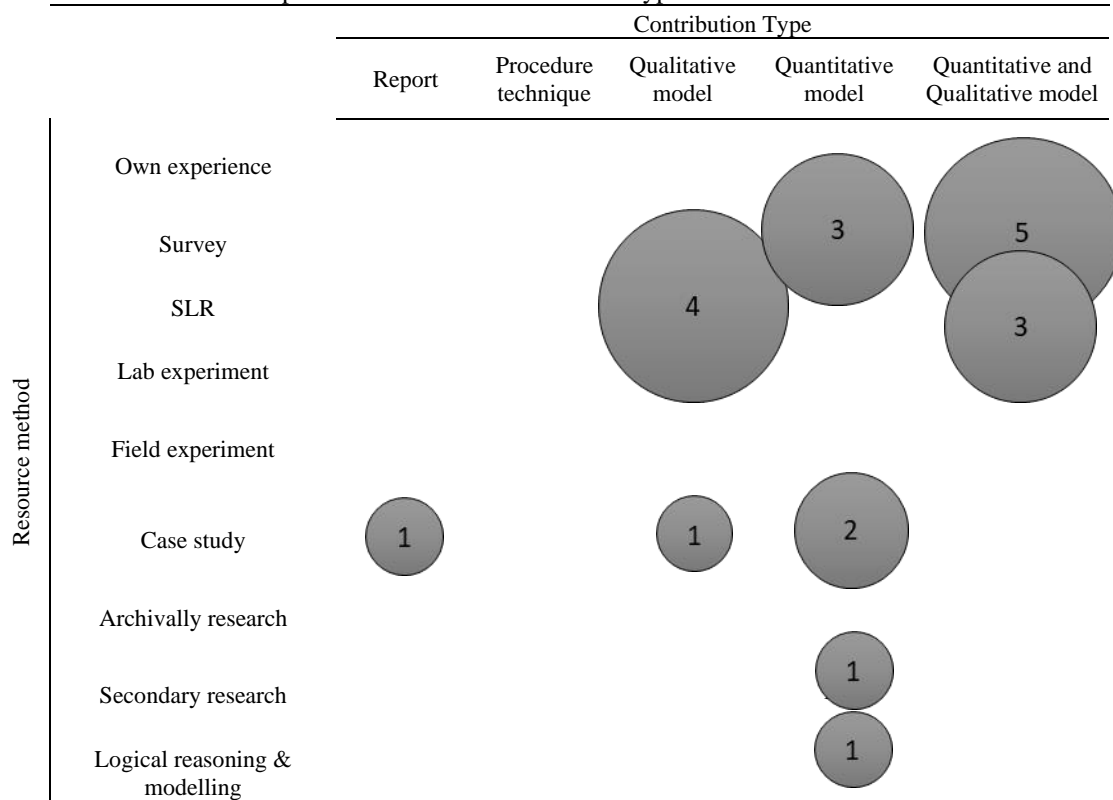 Contribution Type
Report
Procedure technique
Qualitative model
Quantitative model
Quantitative and Qualitative model
Resource method
Own experience
3
Survey
5
SLR
4
3
Lab experiment
Field experiment
Case study
1
1
2
Archivally research
1
Secondary research
1
Logical reasoning &
modelling